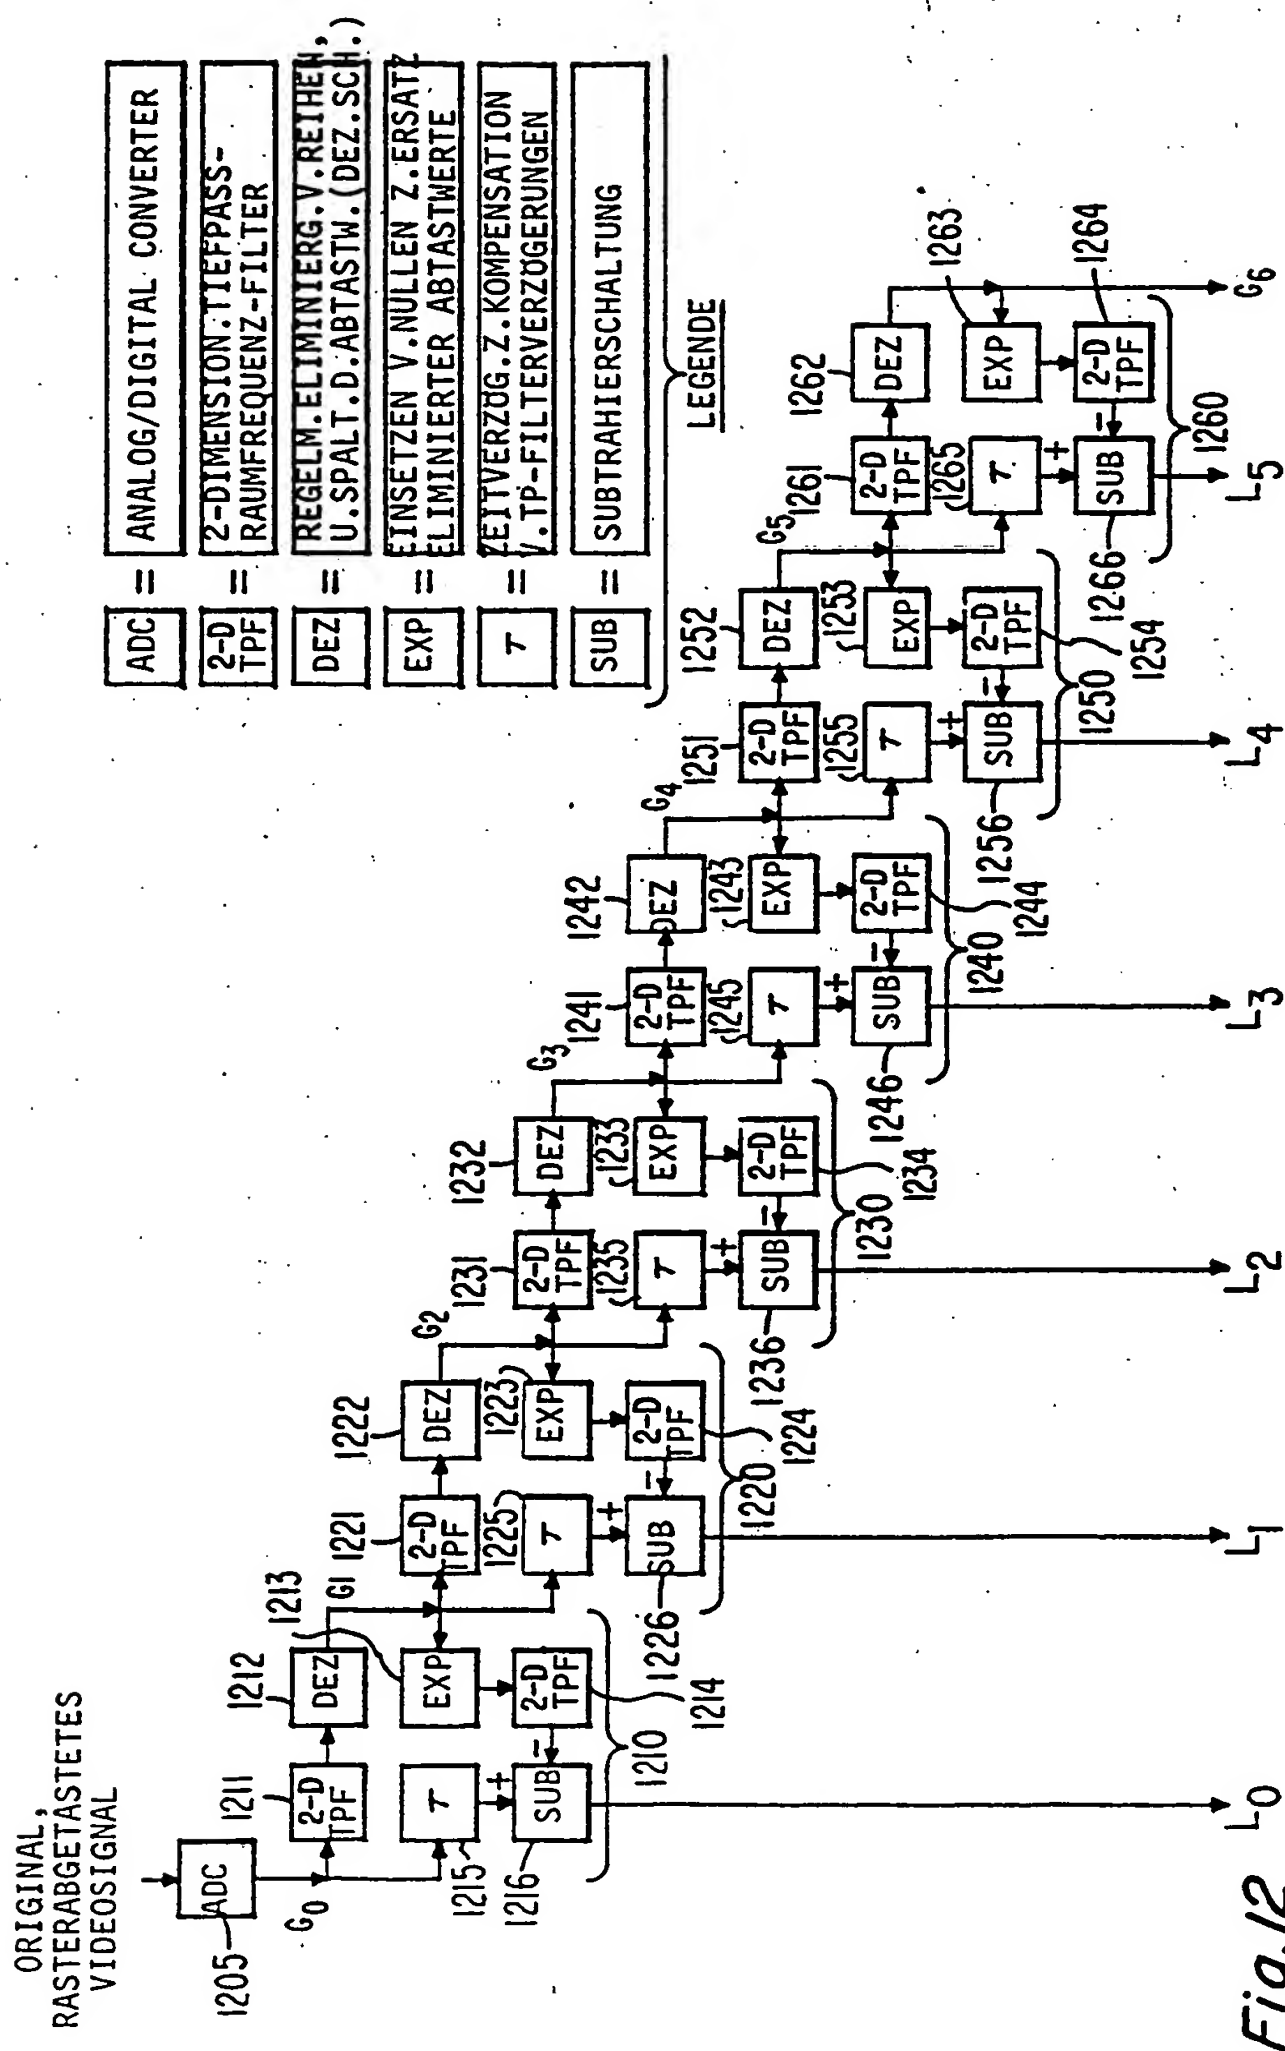 ORIGINAL,
RASTERABGETASTETES
VIDEOSIGNAL
ADC = ANALOG/DIGITAL CONVERTER
2-D
TPF
=
2-DIMENSION.TIEFPASS-
RAUMFREQUENZ-FILTER
DEZ =
REGELM.ELIMINIERG.V.REIHEN,
U.SPALT.D.ABTASTW.(DEZ.SCH.)
EXP =
EINSETZEN V.NULLEN Z.ERSATZ
ELIMINIERTER ABTASTWERTE
τ =
ZEITVERZÖG.Z.KOMPENSATION
V.TP-FILTERVERZÖGERUNGEN
SUB = SUBTRAHIERSCHALTUNG
LEGENDE
1205
ADC
G0
1211
2-D
TPF
1212
DEZ
1213
G1
EXP
τ
1215
+
2-D
TPF
1214
-
SUB
1216
1210
L0
1221
2-D
TPF
1222
DEZ
G2
1223
EXP
1225
τ
+
2-D
TPF
1224
-
SUB
1226
1220
L1
1231
2-D
TPF
1232
DEZ
G3
1233
EXP
1235
τ
+
2-D
TPF
1234
-
SUB
1236
1230
L2
1241
2-D
TPF
1242
DEZ
G4
1243
EXP
1245
τ
+
2-D
TPF
1244
-
SUB
1246
1240
L3
1251
2-D
TPF
1252
DEZ
G5
1253
EXP
1255
τ
+
2-D
TPF
1254
-
SUB
1256
1250
L4
1261
2-D
TPF
1262
DEZ
1263
EXP
1265
τ
+
2-D
TPF
1264
-
SUB
1266
1260
L5
G6
Fig.12